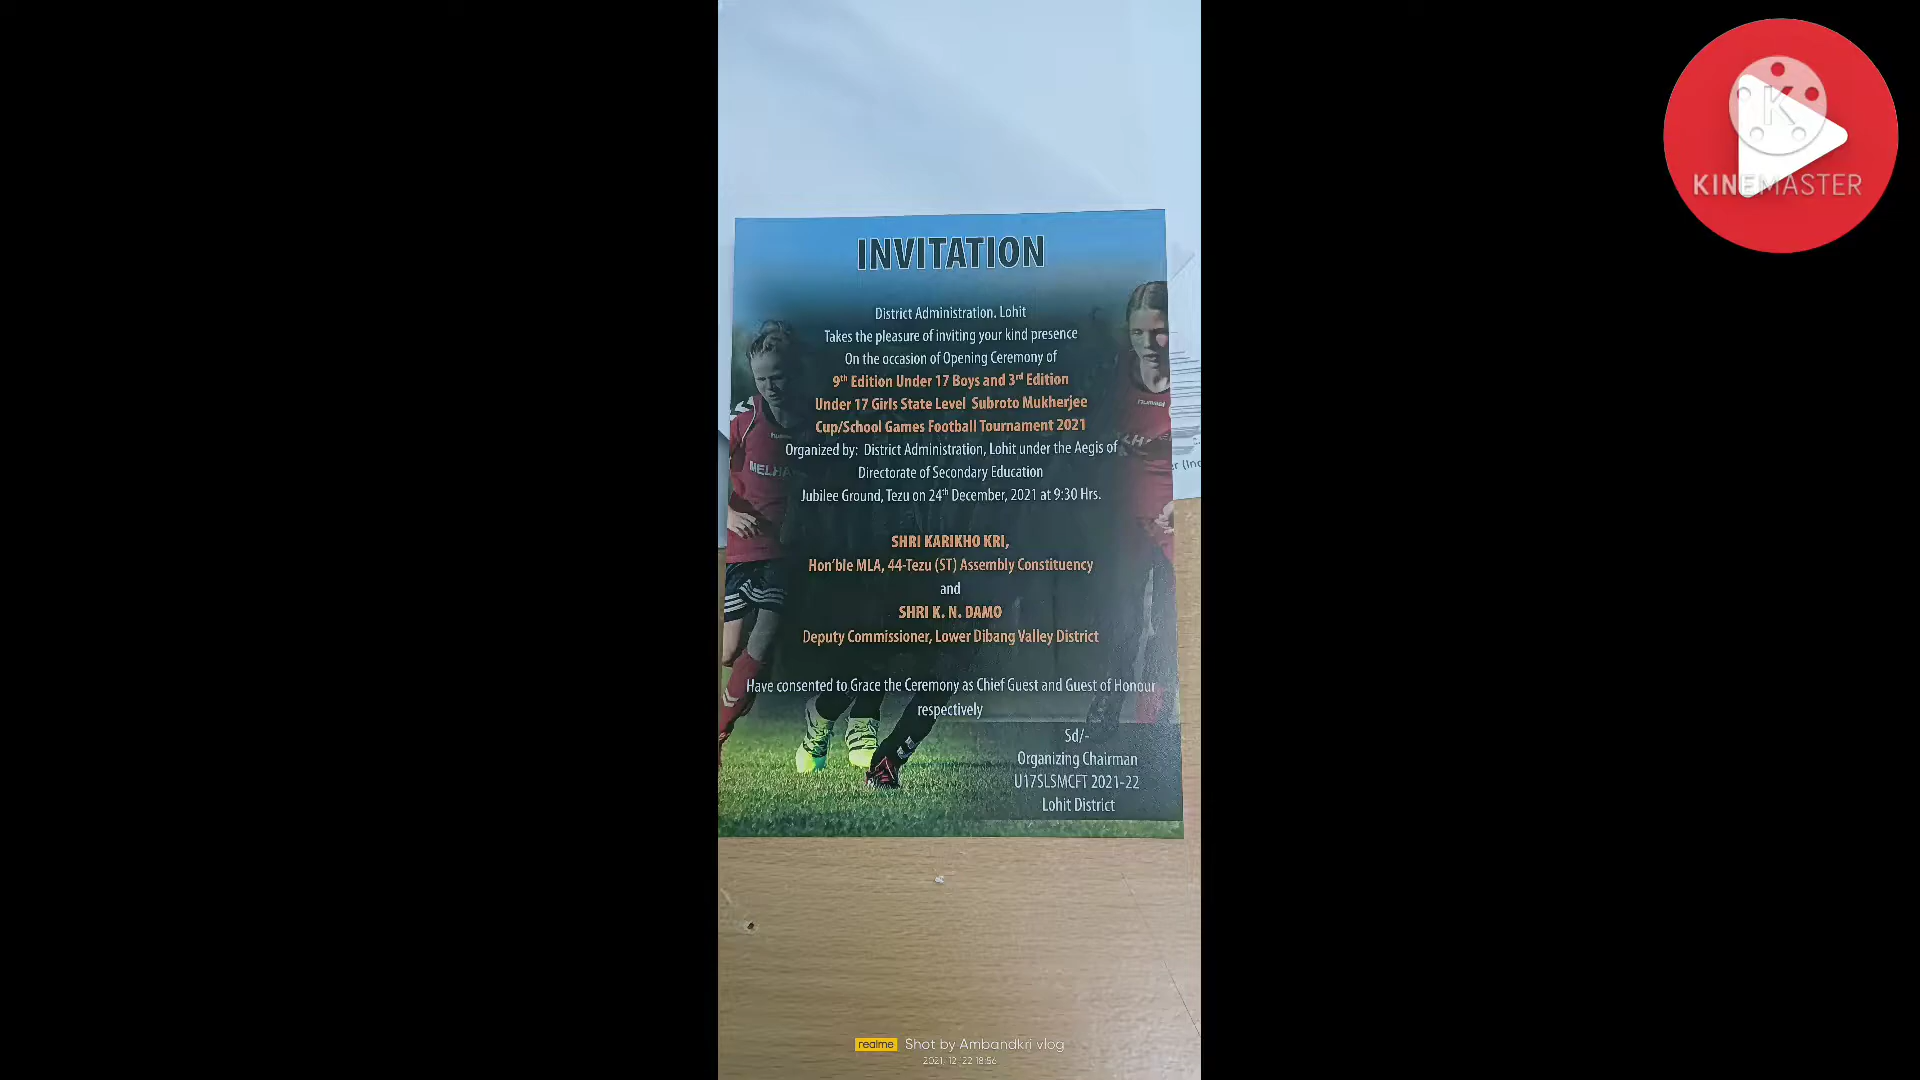 INVITATION
District Administration. Lohit
Takes the pleasure of inviting your kind presence
On the occasion of Opening Ceremony of
9th Edition Under 17 Boys and 3rd Edition
Under 17 Girls State Level Subroto Mukherjee
Cup/School Games Football Tournament 2021
Organized by: District Administration, Lohit under the Aegis of
Directorate of Secondary Education
Jubilee Ground, Tezu on 24th December, 2021 at 9:30 Hrs.
SHRI KARIKHO KRI,
Hon'ble MLA, 44-Tezu (ST) Assembly Constituency
and
SHRI K. N. DAMO
Deputy Commissioner, Lower Dibang Valley District
Have consented to Grace the Ceremony as Chief Guest and Guest of Honour
respectively
Sd/-
Organizing Chairman
U17SLSMCFT 2021-22
Lohit District
hummel
K
KINEMASTER
realme Shot by Ambandkri vlog
2021/12/22 18:56